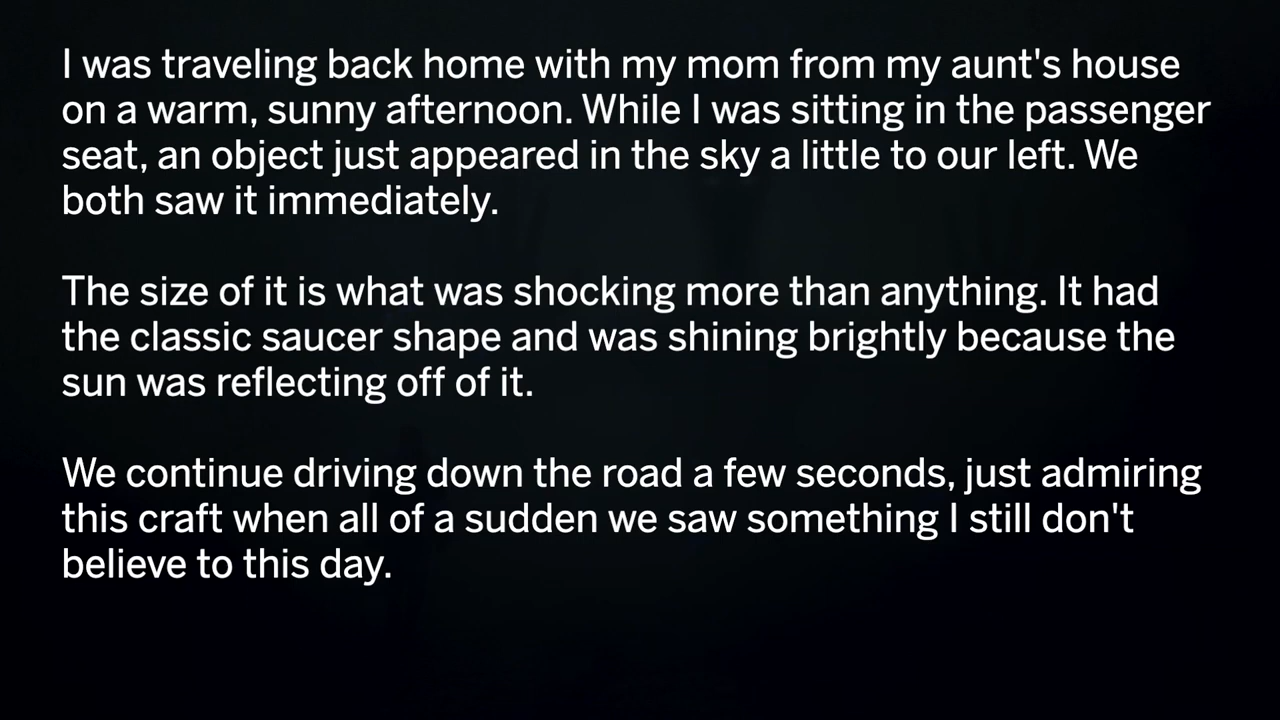 I was traveling back home with my mom from my aunt's house
on a warm, sunny afternoon. While I was sitting in the passenger
seat, an object just appeared in the sky a little to our left. We
both saw it immediately.
The size of it is what was shocking more than anything. It had
the classic saucer shape and was shining brightly because the
sun was reflecting off of it.
We continue driving down the road a few seconds, just admiring
this craft when all of a sudden we saw something I still don't
believe to this day.